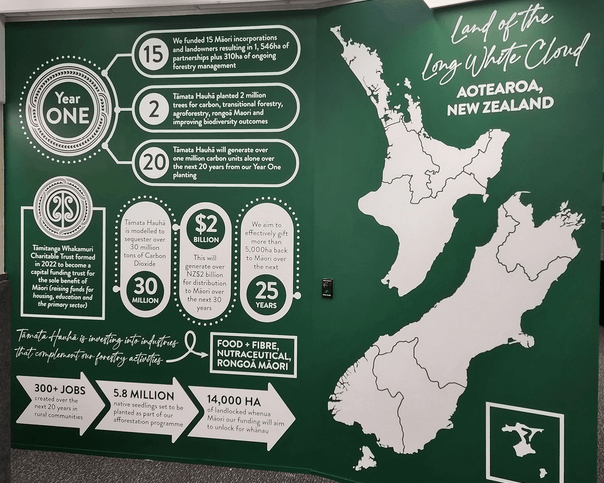 Year
ONE
15
We funded 15 Māori incorporations
and landowners resulting in 1, 546ha of
partnerships plus 310ha of ongoing
forestry management
2
Tāmata Hauhā planted 2 million
trees for carbon, transitional forestry,
agroforestry, rongoā Maori and
improving biodiversity outcomes
20
Tāmata Hauhā will generate over
one million carbon units alone over
the next 20 years from our Year One
planting
Tāmitanga Whakamuri
Charitable Trust formed
in 2022 to become a
capital funding trust for
the sole benefit of
Māori (raising funds for
housing, education and
the primary sector)
Tāmata Hauhā
is modelled to
sequester over
30 million
tons of Carbon
Dioxide
30
MILLION
$2
BILLION
This will
generate over
NZ$2 billion
for distribution
to Māori over
the next 30
years
We aim to
effectively gift
more than
5,000ha back
to Māori over
the next
25
YEARS
Tāmata Hauhā is investing into industries
that complement our forestry activities
FOOD + FIBRE,
NUTRACEUTICAL,
RONGOĀ MĀORI
300+ JOBS
created over the
next 20 years in
rural communities
5.8 MILLION
native seedlings set to be
planted as part of our
afforestation programme
14,000 HA
of landlocked whenua
Māori our funding will aim
to unlock for whānau
Land of the
Long White Cloud
AOTEAROA,
NEW ZEALAND